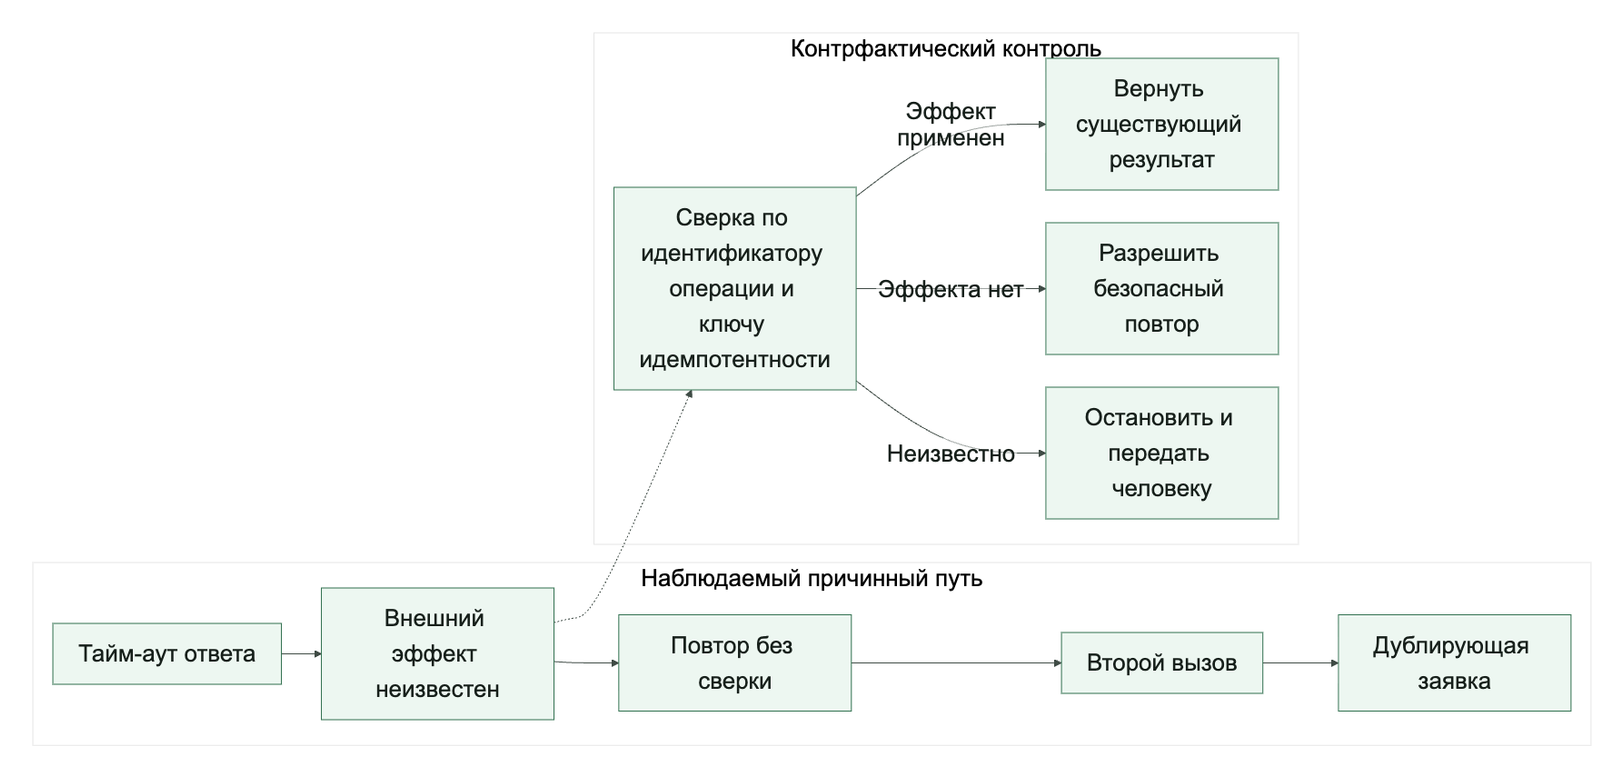 Контрфактический контроль
Вернуть
существующий
результат
Эффект
применен
Сверка по
идентификатору
операции и
ключу
идемпотентности
Эффекта нет
Разрешить
безопасный
повтор
Неизвестно
Остановить и
передать
человеку
Наблюдаемый причинный путь
Тайм-аут ответа
Внешний
эффект
неизвестен
Повтор без
сверки
Второй вызов
Дублирующая
заявка